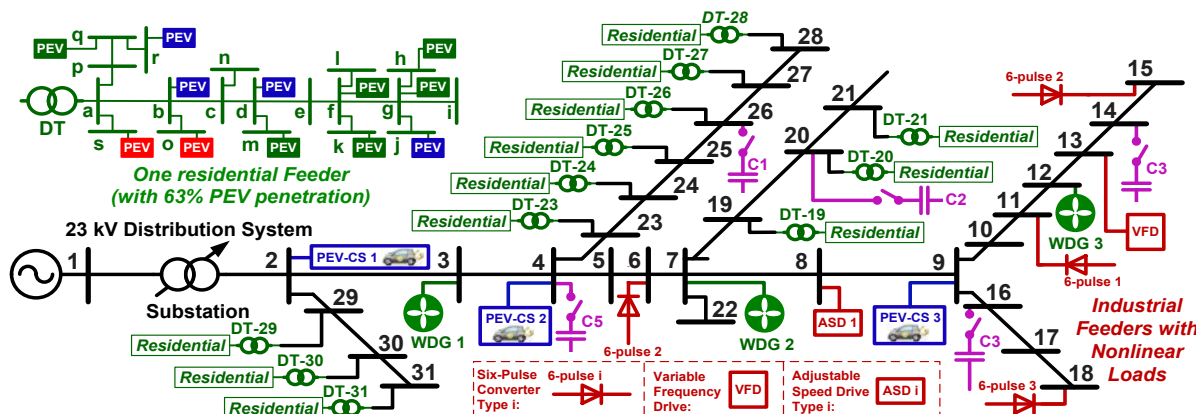 q
PEV
r
PEV
p
n
l
h
PEV
PEV
PEV
PEV
PEV
DT
a
b
c
d
e
f
g
i
s
PEV
o
PEV
m
PEV
k
PEV
j
PEV
One residential Feeder
(with 63% PEV penetration)
23 kV Distribution System
1
Substation
2
PEV-CS 1
3
WDG 1
4
PEV-CS 2
C5
5
6
6-pulse 2
7
22
WDG 2
8
ASD 1
9
PEV-CS 3
29
DT-29
Residential
30
DT-30
Residential
31
DT-31
Residential
DT-28
Residential
28
DT-27
Residential
27
DT-26
Residential
26
C1
DT-25
Residential
25
DT-24
Residential
24
DT-23
Residential
23
21
DT-21
Residential
20
DT-20
Residential
C2
19
DT-19
Residential
15
6-pulse 2
14
C3
13
VFD
12
WDG 3
11
6-pulse 1
10
16
C3
17
18
6-pulse 3
Industrial
Feeders with
Nonlinear
Loads
Six-Pulse
Converter
Type i:
6-pulse i
Variable
Frequency
Drive:
VFD
Adjustable
Speed Drive
Type i:
ASD i